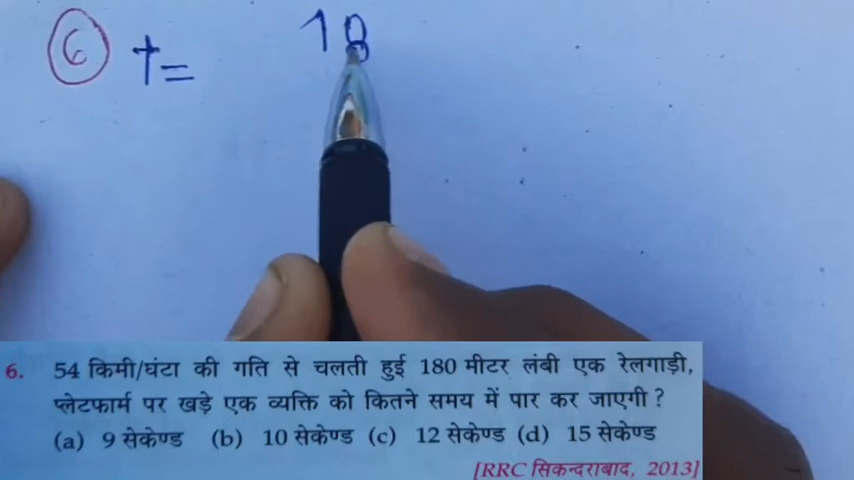 6 t = 18
6. 54 किमी/घंटा की गति से चलती हुई 180 मीटर लंबी एक रेलगाड़ी,
प्लेटफार्म पर खड़े एक व्यक्ति को कितने समय में पार कर जाएगी ?
(a) 9 सेकेण्ड (b) 10 सेकेण्ड (c) 12 सेकेण्ड (d) 15 सेकेण्ड
[RRC सिकन्दराबाद, 2013]